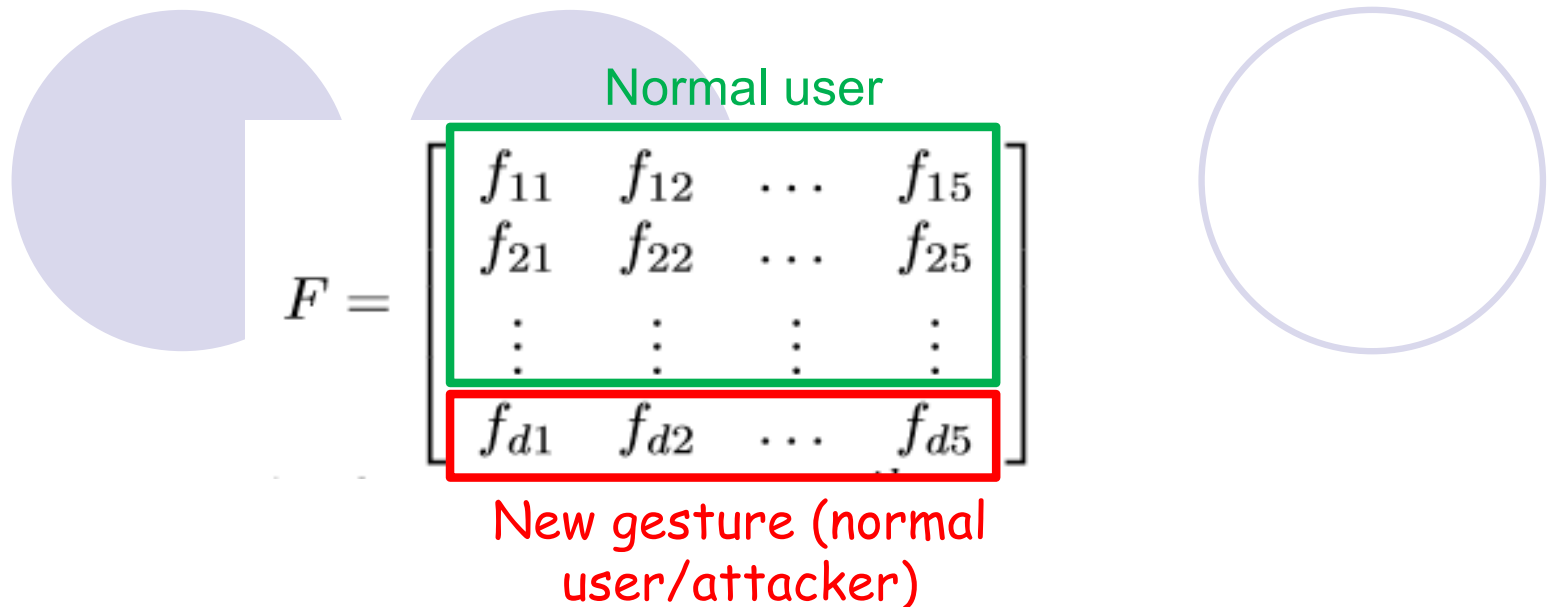 Normal user
f11 f12 ... f15
f21 f22 ... f25
F =
⋮ ⋮ ⋮ ⋮
fd1 fd2 ... fd5
New gesture (normal
user/attacker)